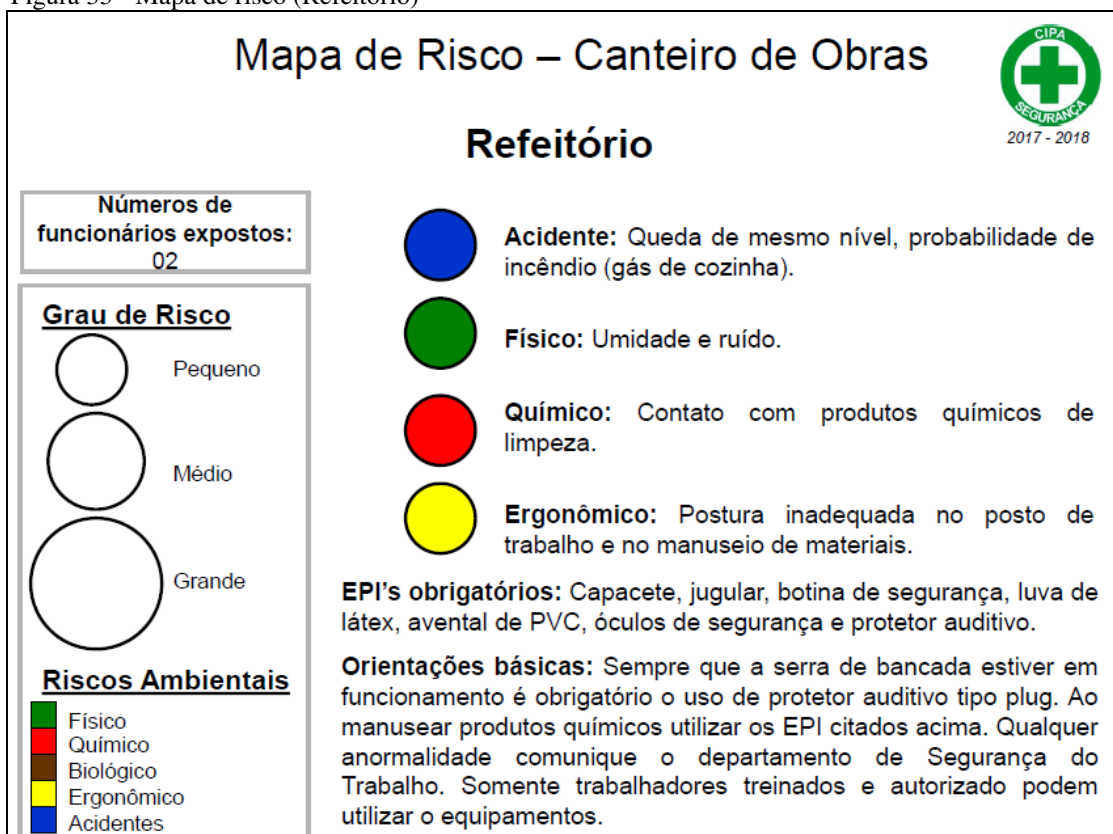 Figura 33 - Mapa de risco (Refeitório)
Mapa de Risco – Canteiro de Obras
CIPA
SEGURANÇA
2017 - 2018
Refeitório
Números de
funcionários expostos:
02
Grau de Risco
Pequeno
Médio
Grande
Riscos Ambientais
Físico
Químico
Biológico
Ergonômico
Acidentes
Acidente: Queda de mesmo nível, probabilidade de
incêndio (gás de cozinha).
Físico: Umidade e ruído.
Químico: Contato com produtos químicos de
limpeza.
Ergonômico: Postura inadequada no posto de
trabalho e no manuseio de materiais.
EPI's obrigatórios: Capacete, jugular, botina de segurança, luva de
látex, avental de PVC, óculos de segurança e protetor auditivo.
Orientações básicas: Sempre que a serra de bancada estiver em
funcionamento é obrigatório o uso de protetor auditivo tipo plug. Ao
manusear produtos químicos utilizar os EPI citados acima. Qualquer
anormalidade comunique o departamento de Segurança do
Trabalho. Somente trabalhadores treinados e autorizado podem
utilizar o equipamentos.